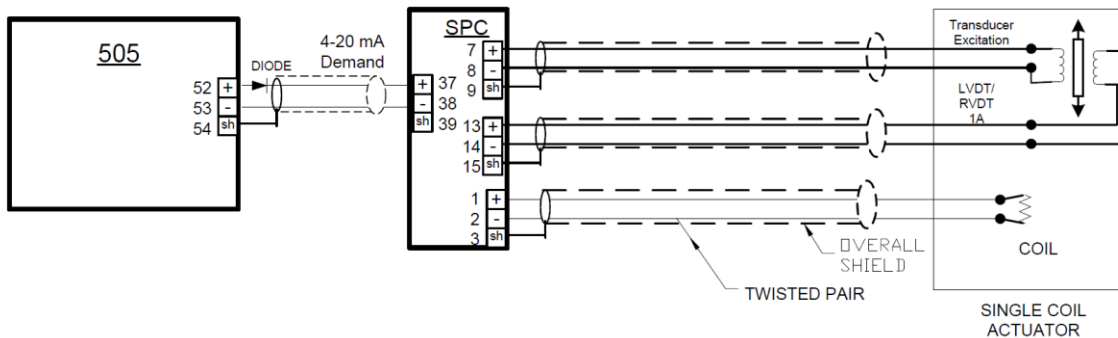 505
52 +
53 -
54 sh
DIODE
4-20 mA
Demand
SPC
37 +
38 -
39 sh
7 +
8 -
9 sh
13 +
14 -
15 sh
1 +
2 -
3 sh
Transducer
Excitation
LVDT/
RVDT
1A
COIL
OVERALL
SHIELD
TWISTED PAIR
SINGLE COIL
ACTUATOR